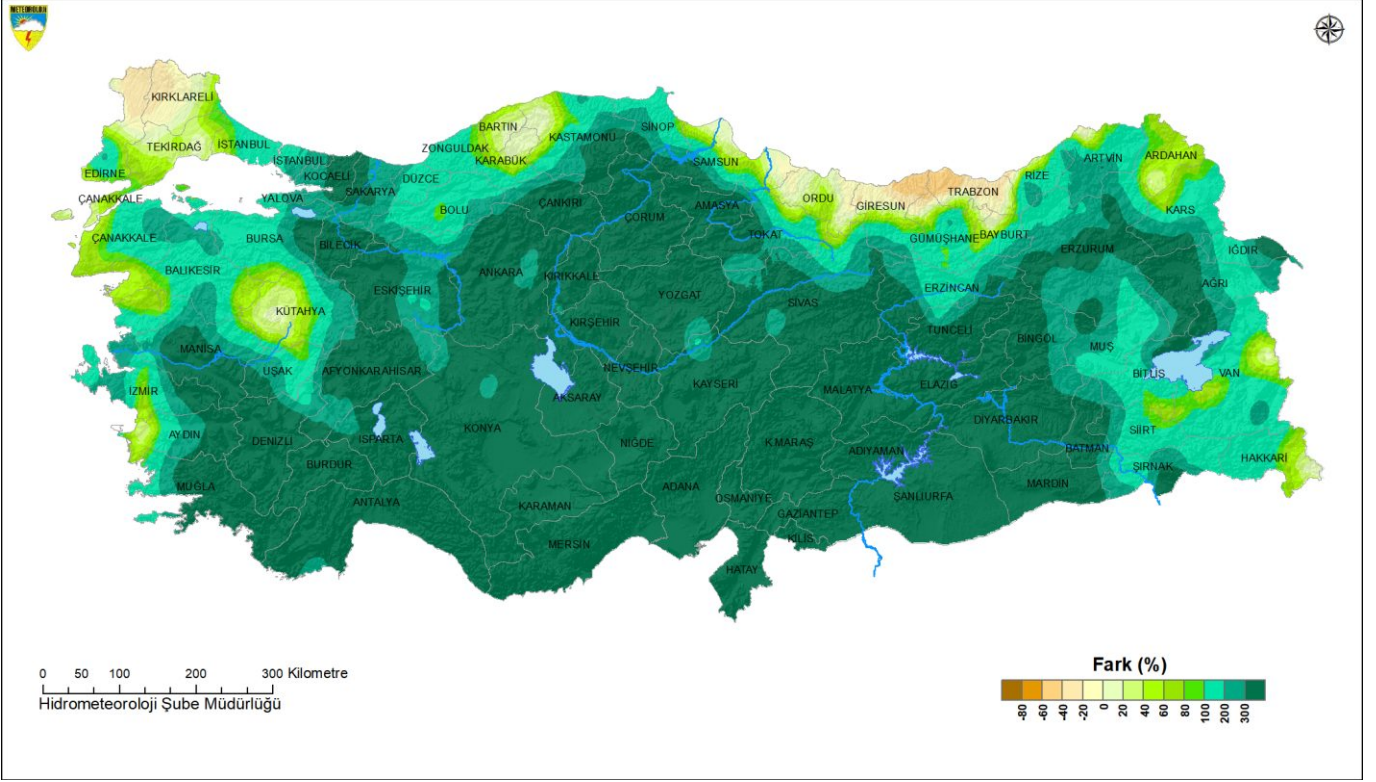 METEOROLOJİ
KIRKLARELİ
TEKİRDAĞ
İSTANBUL
EDİRNE
İSTANBUL
KOCAELİ
SAKARYA
YALOVA
ÇANAKKALE
ÇANAKKALE
DÜZCE
ZONGULDAK
BARTIN
KARABÜK
KASTAMONU
SİNOP
SAMSUN
BOLU
ÇANKIRI
ÇORUM
AMASYA
TOKAT
ORDU
GİRESUN
TRABZON
RİZE
ARTVİN
ARDAHAN
KARS
GÜMÜŞHANE
BAYBURT
ERZURUM
IĞDIR
AĞRI
BURSA
BİLECİK
BALIKESİR
ESKİŞEHİR
ANKARA
KIRIKKALE
YOZGAT
SİVAS
ERZİNCAN
TUNCELİ
BİNGÖL
MUŞ
BİTLİS
VAN
KÜTAHYA
KIRŞEHİR
MANİSA
UŞAK
AFYONKARAHİSAR
NEVŞEHİR
KAYSERİ
MALATYA
ELAZIĞ
İZMİR
AKSARAY
DİYARBAKIR
SİİRT
AYDIN
DENİZLİ
ISPARTA
KONYA
NİĞDE
K.MARAŞ
ADIYAMAN
BATMAN
ŞIRNAK
HAKKARİ
BURDUR
MUĞLA
ANTALYA
KARAMAN
ADANA
OSMANİYE
GAZİANTEP
ŞANLIURFA
MARDİN
MERSİN
KİLİS
HATAY
0 50 100 200 300 Kilometre
Hidrometeoroloji Şube Müdürlüğü
Fark (%)
-80 -60 -40 -20 0 20 40 60 80 100 200 300